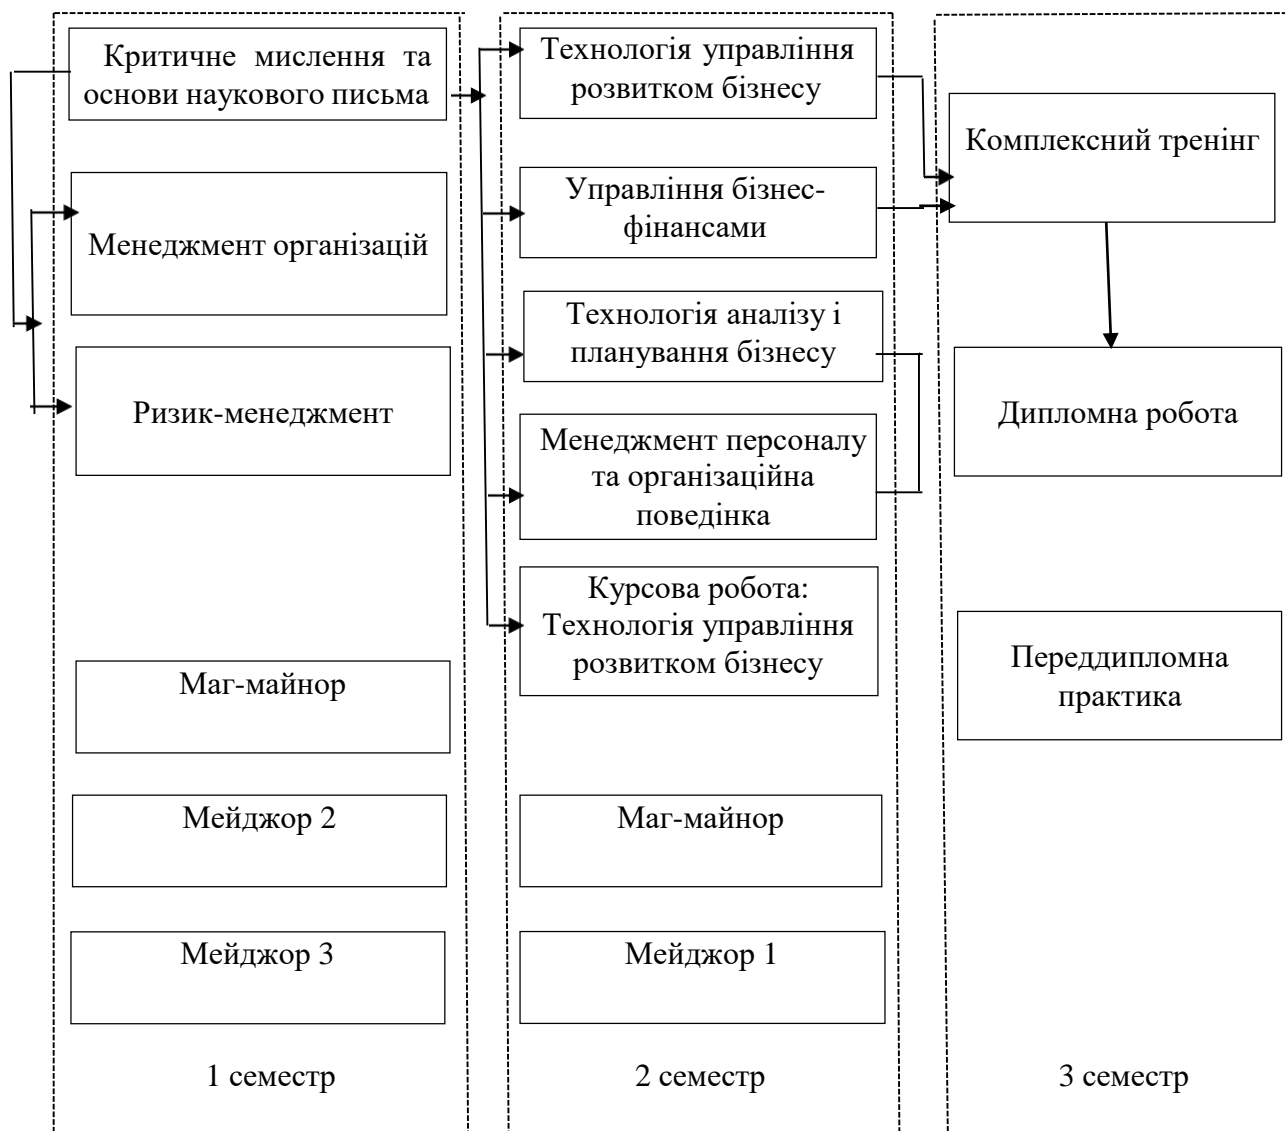 Критичне мислення та
основи наукового письма
Менеджмент організацій
Ризик-менеджмент
Маг-майнор
Мейджор 2
Мейджор 3
1 семестр
Технологія управління
розвитком бізнесу
Управління бізнес-
фінансами
Технологія аналізу і
планування бізнесу
Менеджмент персоналу
та організаційна
поведінка
Курсова робота:
Технологія управління
розвитком бізнесу
Маг-майнор
Мейджор 1
2 семестр
Комплексний тренінг
Дипломна робота
Переддипломна
практика
3 семестр